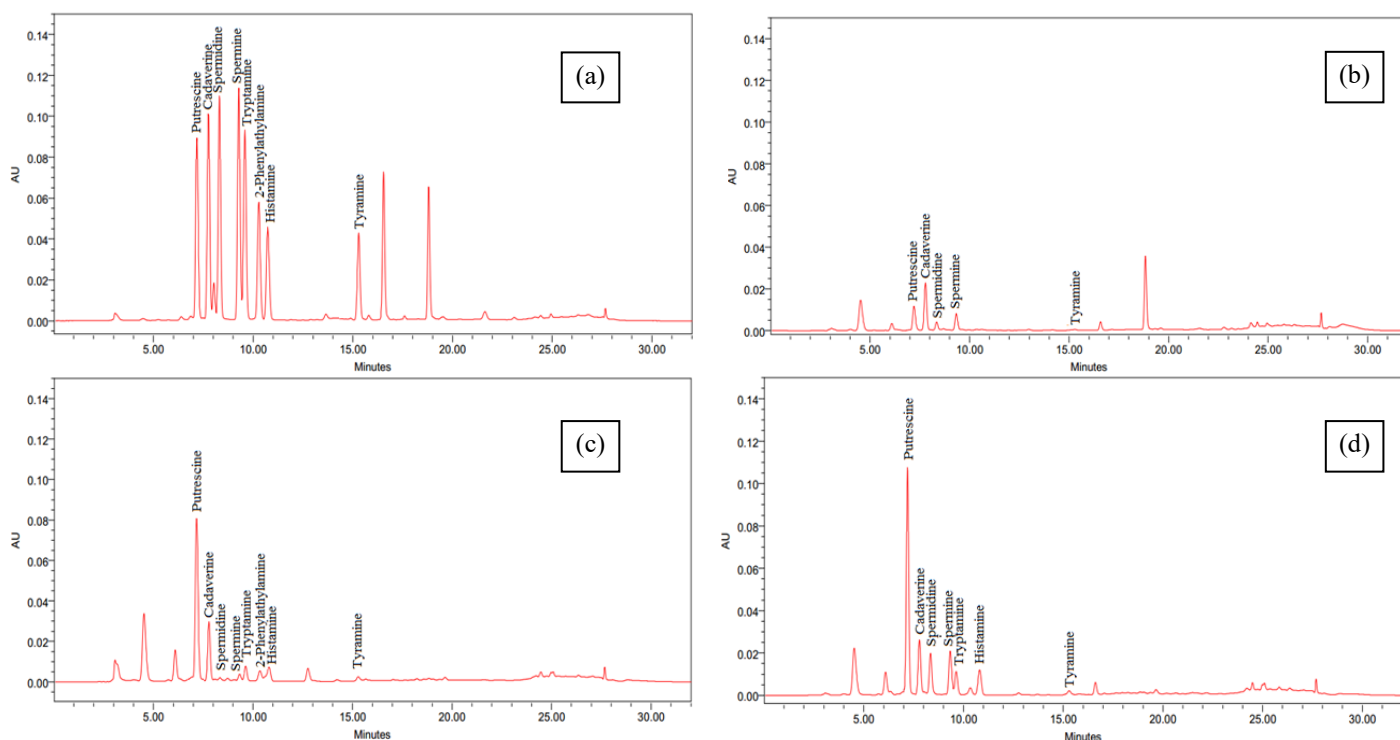 (a)
0.14
0.12
0.10
0.08
0.06
0.04
0.02
0.00
AU
Putrescine
Cadaverine
Spermidine
Spermine
Tryptamine
2-Phenylathylamine
Histamine
Tyramine
5.00 10.00 15.00 20.00 25.00 30.00
Minutes
(b)
0.14
0.12
0.10
0.08
0.06
0.04
0.02
0.00
AU
Putrescine
Cadaverine
Spermidine
Spermine
Tyramine
5.00 10.00 15.00 20.00 25.00 30.00
Minutes
(c)
0.14
0.12
0.10
0.08
0.06
0.04
0.02
0.00
AU
Putrescine
Cadaverine
Spermidine
Spermine
Tryptamine
2-Phenylathylamine
Histamine
Tyramine
5.00 10.00 15.00 20.00 25.00 30.00
Minutes
(d)
0.14
0.12
0.10
0.08
0.06
0.04
0.02
0.00
AU
Putrescine
Cadaverine
Spermidine
Spermine
Tryptamine
Histamine
Tyramine
5.00 10.00 15.00 20.00 25.00 30.00
Minutes